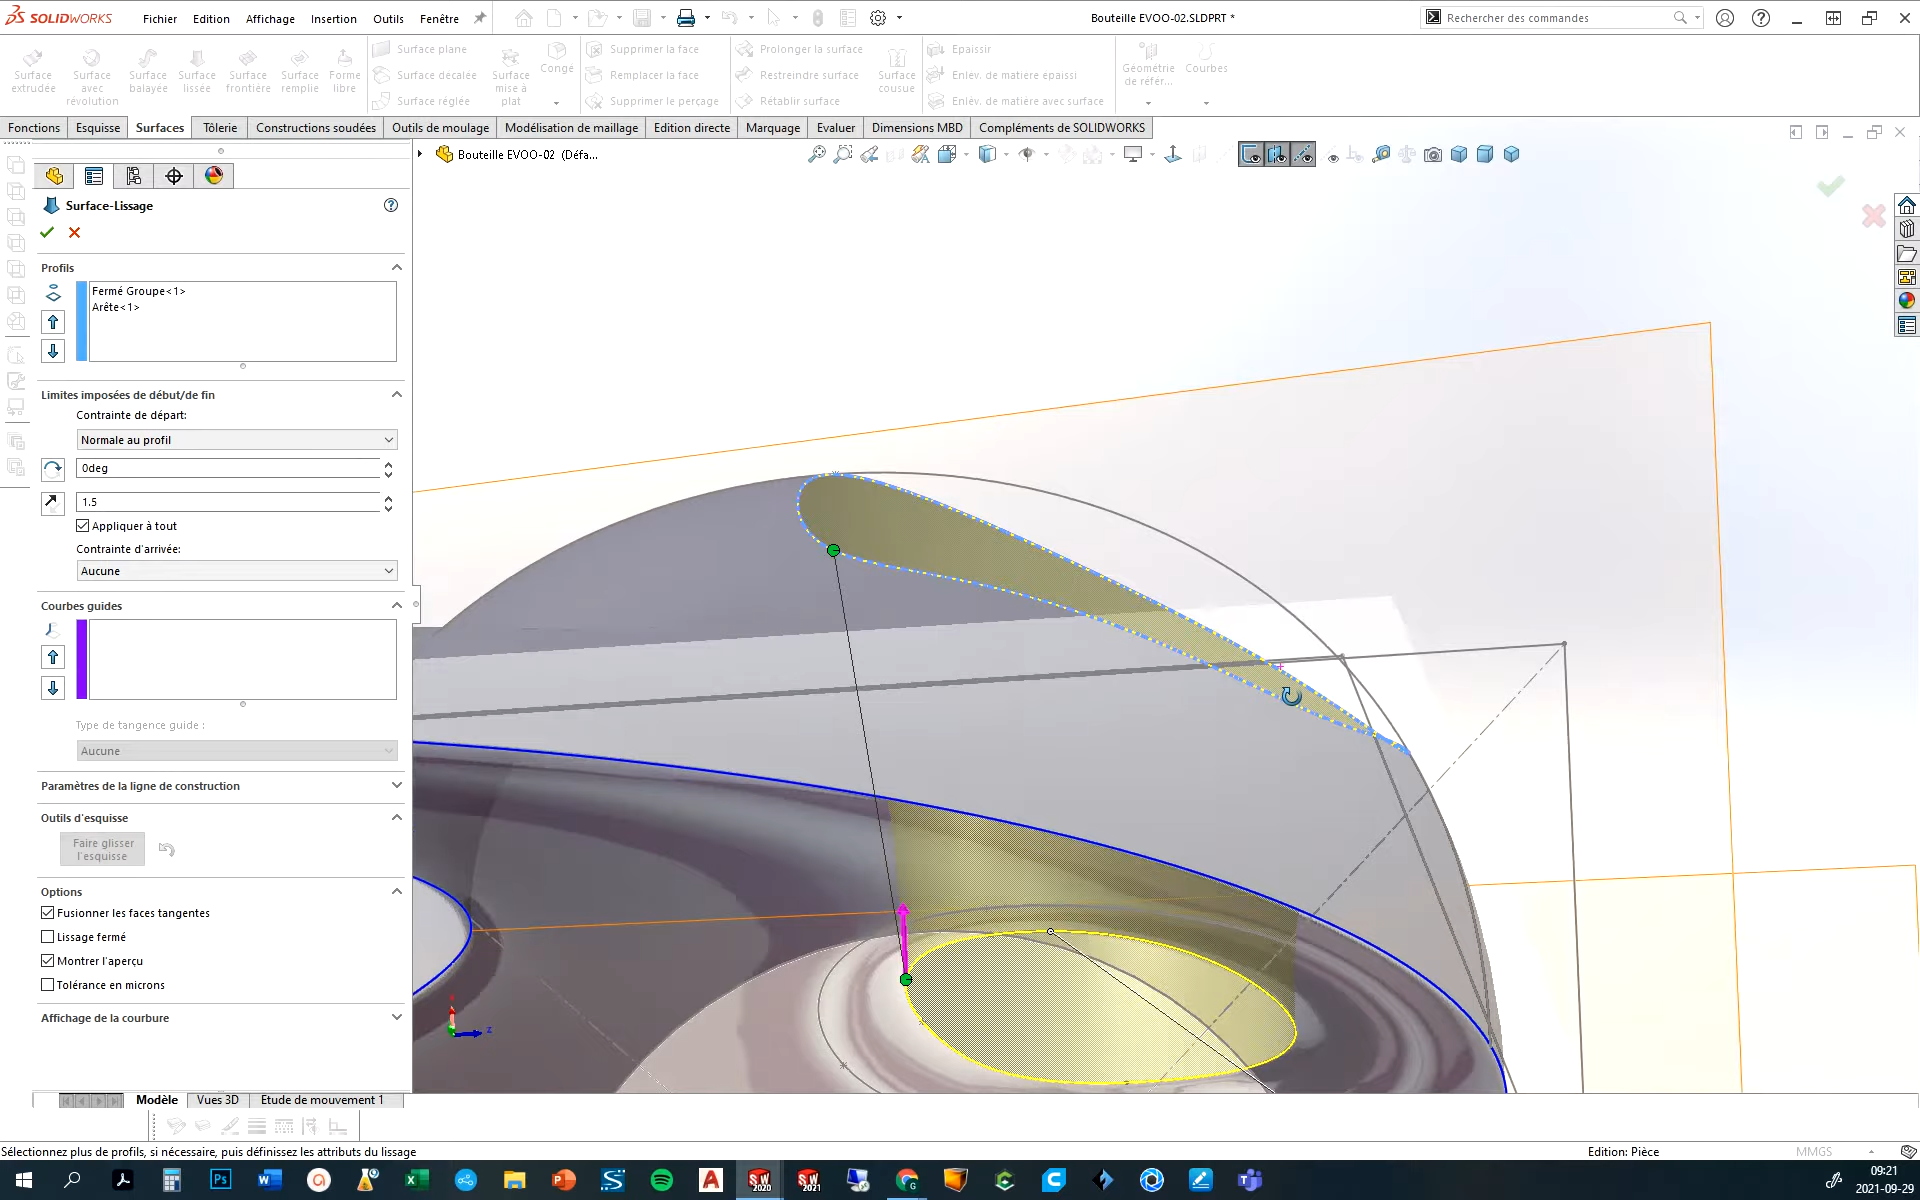 SOLIDWORKS
Fichier
Edition
Affichage
Insertion
Outils
Fenêtre
Bouteille EVOO-02.SLDPRT *
Rechercher des commandes
Surface extrudée
Surface avec révolution
Surface balayée
Surface lissée
Surface frontière
Surface remplie
Forme libre
Surface plane
Surface décalée
Surface réglée
Surface mise à plat
Congé
Supprimer la face
Remplacer la face
Supprimer le perçage
Prolonger la surface
Restreindre surface
Rétablir surface
Surface cousue
Epaissir
Enlèv. de matière épaissi
Enlèv. de matière avec surface
Géométrie de référ...
Courbes
Fonctions
Esquisse
Surfaces
Tôlerie
Constructions soudées
Outils de moulage
Modélisation de maillage
Edition directe
Marquage
Evaluer
Dimensions MBD
Compléments de SOLIDWORKS
Bouteille EVOO-02 (Défa...
Surface-Lissage
Profils
Fermé Groupe<1>
Arête<1>
Limites imposées de début/de fin
Contrainte de départ:
Normale au profil
0deg
1.5
Appliquer à tout
Contrainte d'arrivée:
Aucune
Courbes guides
Type de tangence guide :
Aucune
Paramètres de la ligne de construction
Outils d'esquisse
Faire glisser
l'esquisse
Options
Fusionner les faces tangentes
Lissage fermé
Montrer l'aperçu
Tolérance en microns
Affichage de la courbure
z
Modèle
Vues 3D
Etude de mouvement 1
Sélectionnez plus de profils, si nécessaire, puis définissez les attributs du lissage
Edition: Pièce
MMGS
SW 2020
SW 2021
09:21
2021-09-29